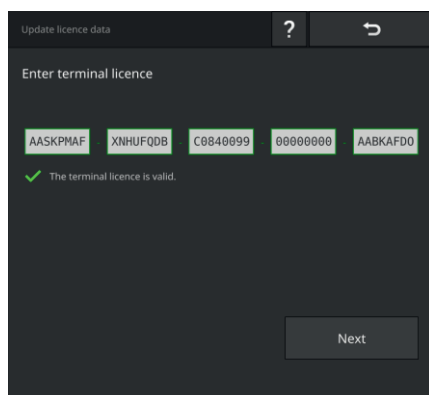 Update licence data ?
Enter terminal licence
AASKPMAF - XNHUFQDB - C0840099 - 00000000 - AABKAFDO
The terminal licence is valid.
Next